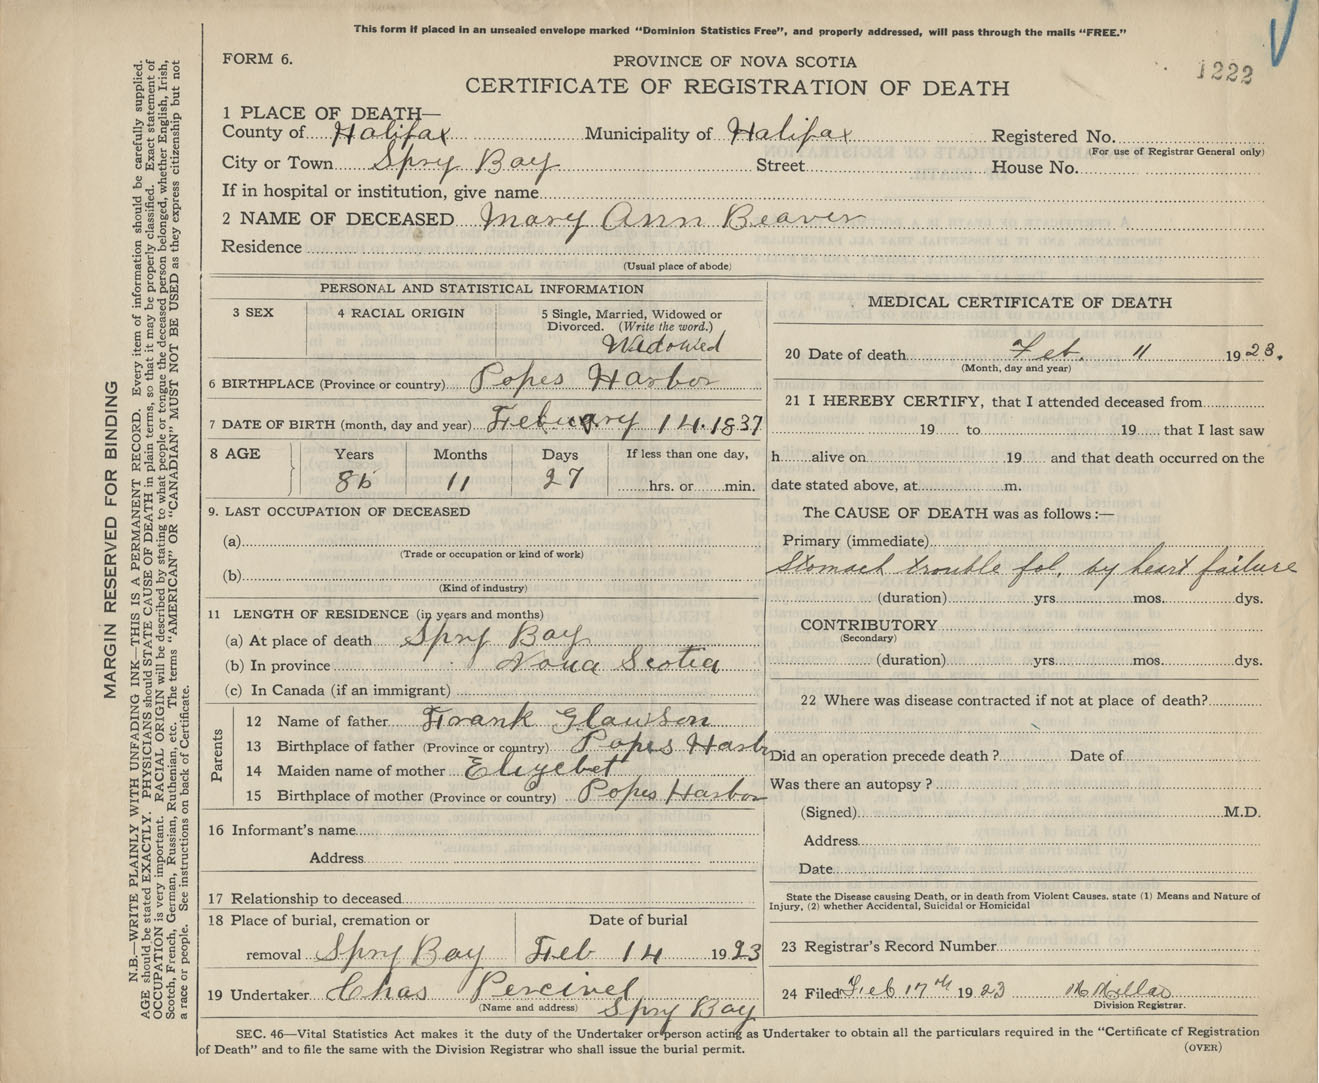 This form if placed in an unsealed envelope marked "Dominion Statistics Free", and properly addressed, will pass through the mails "FREE."
FORM 6.
PROVINCE OF NOVA SCOTIA
1222
CERTIFICATE OF REGISTRATION OF DEATH
1 PLACE OF DEATH—
County of Halifax Municipality of Halifax Registered No.
(For use of Registrar General only)
City or Town Spry Bay Street House No.
If in hospital or institution, give name
2 NAME OF DECEASED Mary Ann Beaver
Residence
(Usual place of abode)
PERSONAL AND STATISTICAL INFORMATION
3 SEX
4 RACIAL ORIGIN
5 Single, Married, Widowed or Divorced. (Write the word.)
Widowed
6 BIRTHPLACE (Province or country) Popes Harbor
7 DATE OF BIRTH (month, day and year) Febuary 14. 1837
8 AGE Years Months Days If less than one day,
86 11 27 hrs. or min.
9. LAST OCCUPATION OF DECEASED
(a)
(Trade or occupation or kind of work)
(b)
(Kind of industry)
11 LENGTH OF RESIDENCE (in years and months)
(a) At place of death Spry Bay
(b) In province Nova Scotia
(c) In Canada (if an immigrant)
Parents
12 Name of father Frank Glawson
13 Birthplace of father (Province or country) Popes Harb
14 Maiden name of mother Elizebet
15 Birthplace of mother (Province or country) Popes Harbor
16 Informant's name
Address
17 Relationship to deceased
18 Place of burial, cremation or Date of burial
removal Spry Bay Feb 14 1923
19 Undertaker Chas Percivel
(Name and address) Spry Bay
MEDICAL CERTIFICATE OF DEATH
20 Date of death Feb. 11 1923.
(Month, day and year)
21 I HEREBY CERTIFY, that I attended deceased from
19 to 19 that I last saw
h alive on 19 and that death occurred on the
date stated above, at m.
The CAUSE OF DEATH was as follows:—
Primary (immediate)
Stomach trouble fol. by heart failure
(duration) yrs. mos. dys.
CONTRIBUTORY
(Secondary)
(duration) yrs. mos. dys.
22 Where was disease contracted if not at place of death?
Did an operation precede death? Date of
Was there an autopsy?
(Signed) M.D.
Address
Date
State the Disease causing Death, or in death from Violent Causes, state (1) Means and Nature of
Injury, (2) whether Accidental, Suicidal or Homicidal
23 Registrar's Record Number
24 Filed Feb 17th 1923
Division Registrar.
SEC. 46—Vital Statistics Act makes it the duty of the Undertaker or person acting as Undertaker to obtain all the particulars required in the "Certificate of Registration
of Death" and to file the same with the Division Registrar who shall issue the burial permit.
(OVER)
MARGIN RESERVED FOR BINDING
N.B.—WRITE PLAINLY WITH UNFADING INK—THIS IS A PERMANENT RECORD. Every item of information should be carefully supplied.
AGE should be stated EXACTLY. PHYSICIANS should STATE CAUSE OF DEATH in plain terms, so that it may be properly classified. Exact statement of
OCCUPATION is very important. RACIAL ORIGIN will be described by stating to what people or tongue the deceased person belonged, whether English, Irish,
Scotch, French, German, Russian, Ruthenian, etc. The terms "AMERICAN" OR "CANADIAN" MUST NOT BE USED as they express citizenship but not
a race or people. See instructions on back of Certificate.